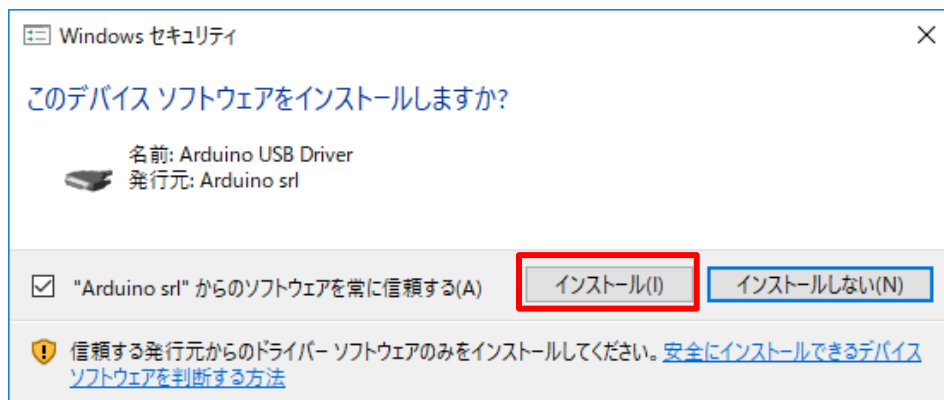 Windows セキュリティ
このデバイス ソフトウェアをインストールしますか?
名前: Arduino USB Driver
発行元: Arduino srl
"Arduino srl" からのソフトウェアを常に信頼する(A)
インストール(I)
インストールしない(N)
信頼する発行元からのドライバー ソフトウェアのみをインストールしてください。安全にインストールできるデバイス
ソフトウェアを判断する方法